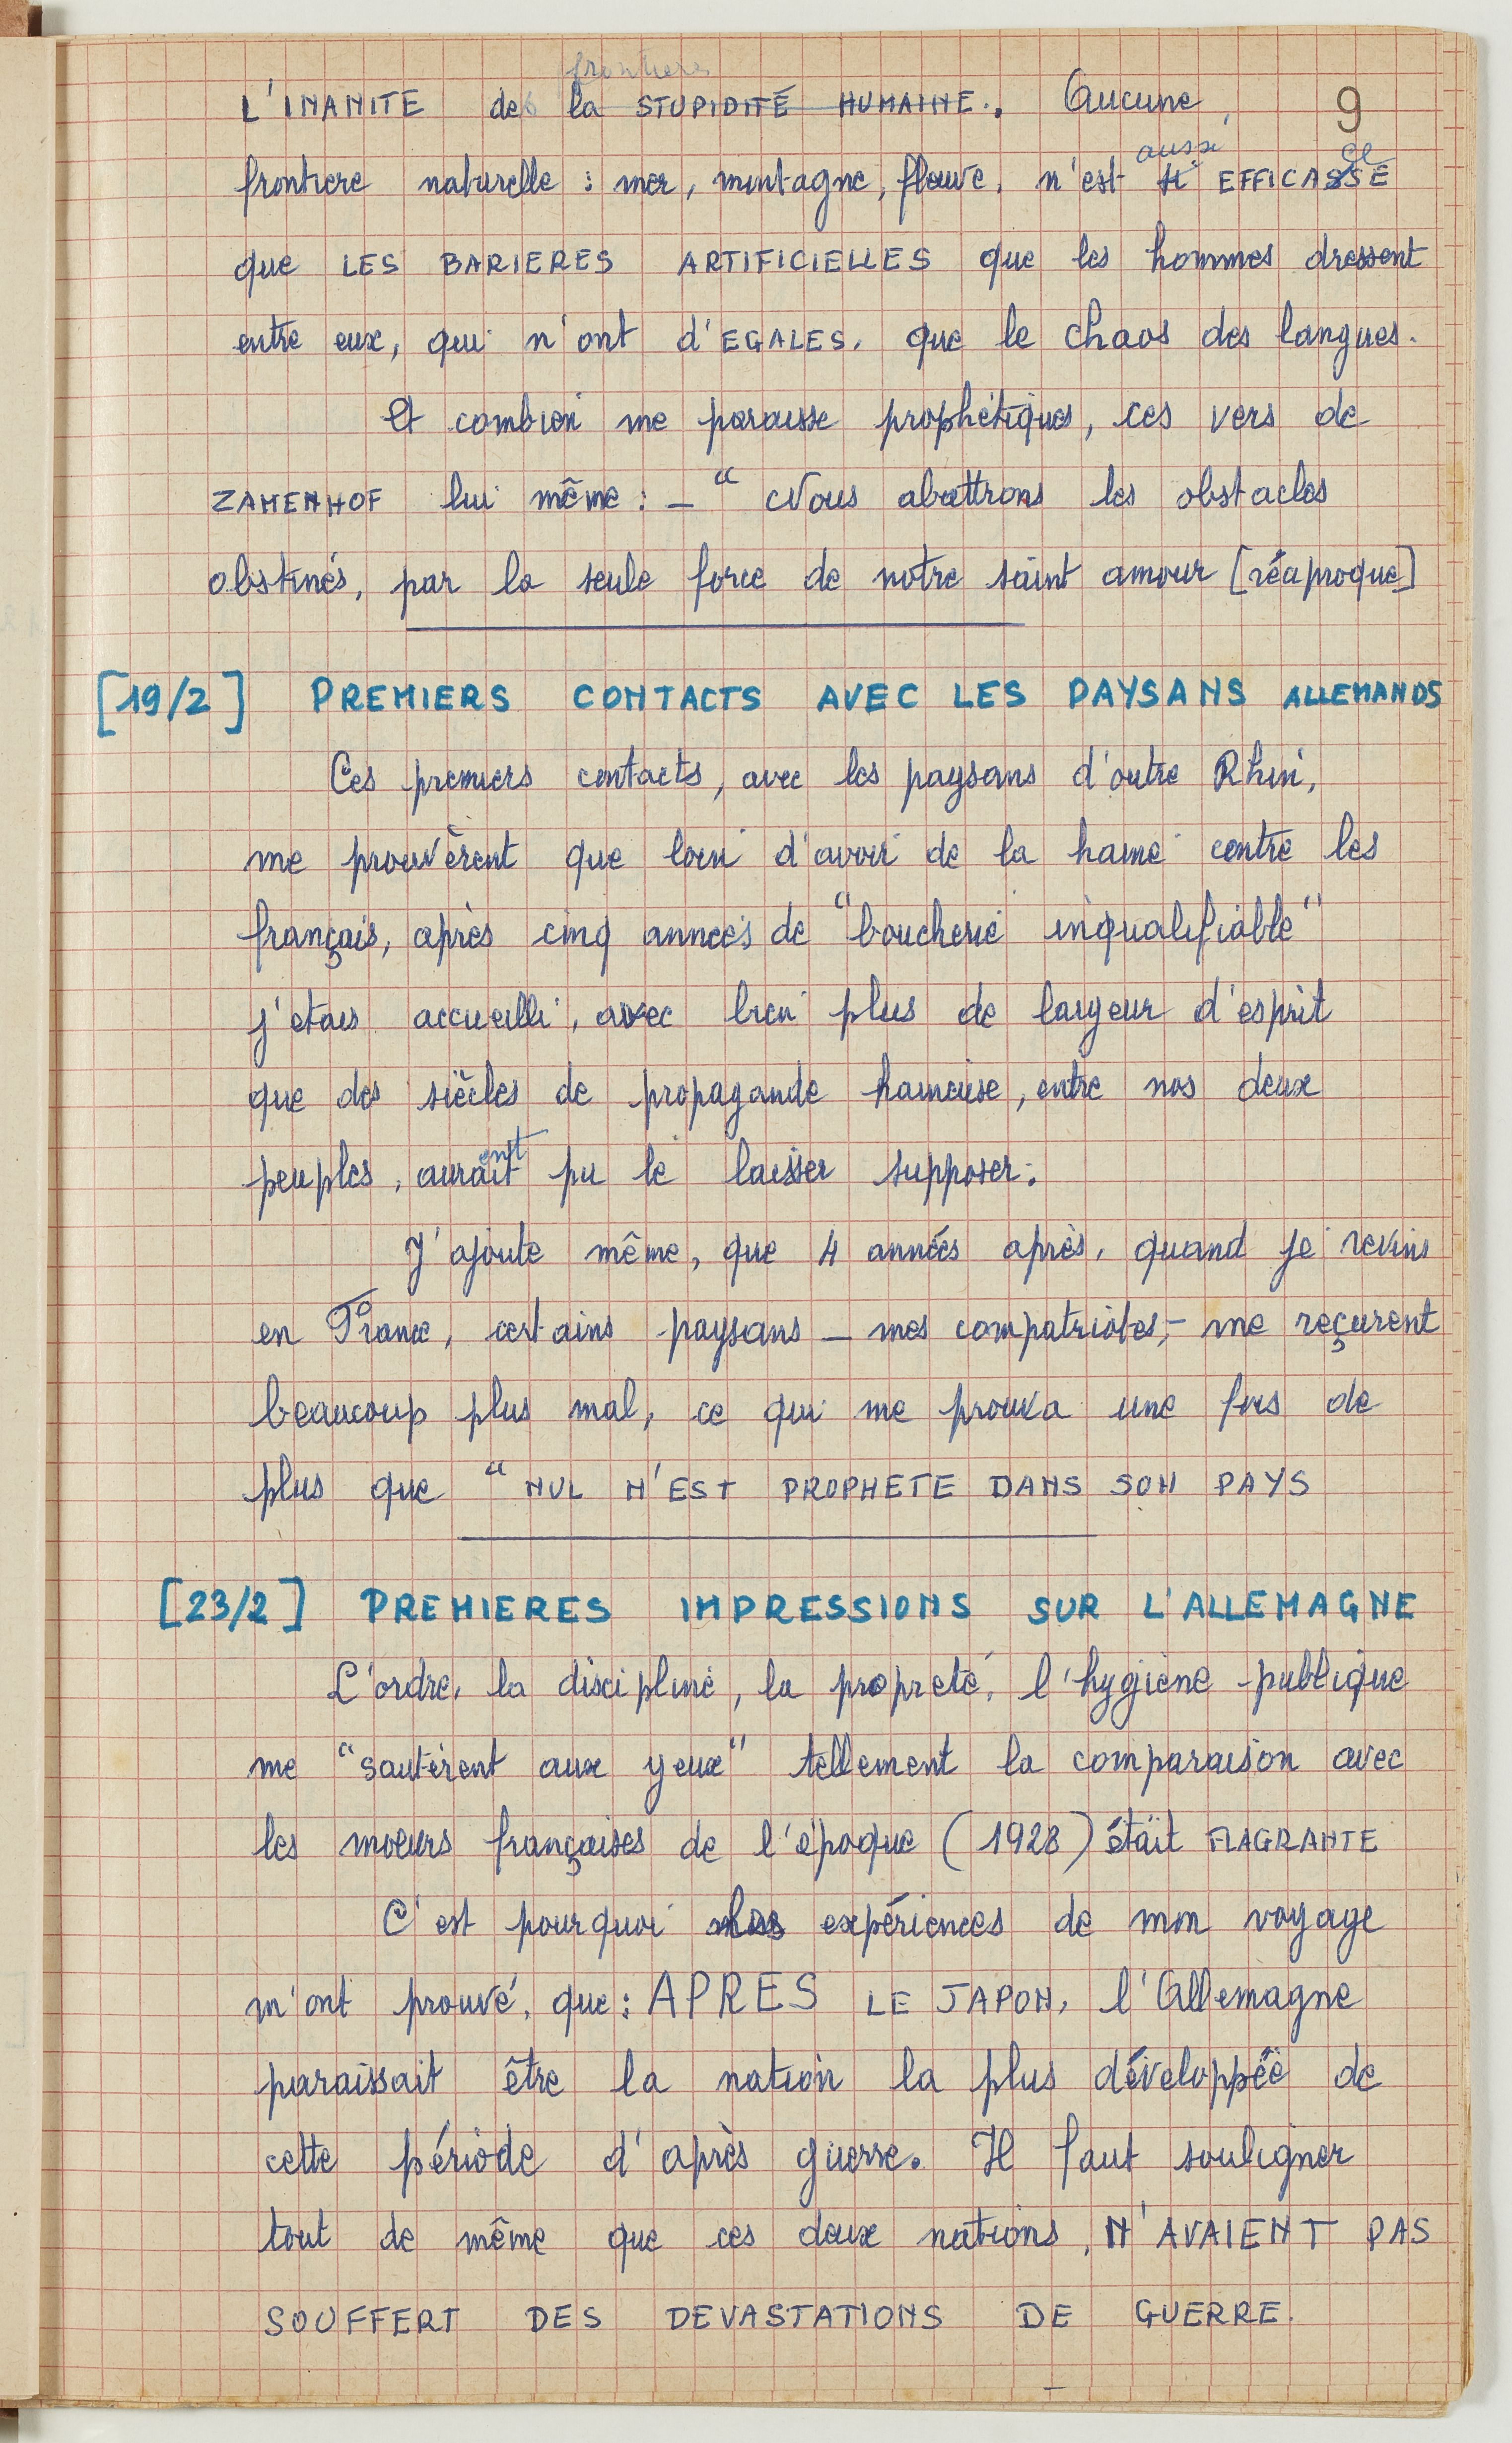 frontiers
L'INANITE des la STUPIDITÉ HUMAINE. Aucune 9
aussi ce
frontiere naturelle : mer, montagne, fleuve, n'est si EFFICASSE
que LES BARIERES ARTIFICIELLES que les hommes dressent
entre eux, qui n'ont d'EGALES, que le chaos des langues.
Et combien me paraisse prophétiques, ces vers de
ZAMENHOF lui même : – " Nous abattrons les obstacles
obstinés, par la seule force de notre saint amour [réciproque]
[19/2] PREMIERS CONTACTS AVEC LES PAYSANS ALLEMANDS
Ces premiers contacts, avec les paysans d'outre Rhin,
me prouvèrent que loin d'avoir de la haine contre les
français, après cinq années de "boucherie inqualifiable"
j'etais accueilli, avec bien plus de largeur d'esprit
que des siècles de propagande haineuse, entre nos deux
ent
peuples, aurait pu le laisser supposer.
J'ajoute même, que 4 années après, quand je revins
en France, certains paysans – mes compatriotes, – me reçurent
beaucoup plus mal, ce qui me prouva une fois de
plus que " NUL N'EST PROPHETE DANS SON PAYS
[23/2] PREMIERES IMPRESSIONS SUR L'ALLEMAGNE
L'ordre, la discipline, la propreté, l'hygiène publique
me "sautèrent aux yeux" tellement la comparaison avec
les moeurs françaises de l'époque (1928) était FLAGRANTE
C'est pourquoi les expériences de mon voyage
m'ont prouvé, que : APRES LE JAPON, l'Allemagne
paraissait être la nation la plus développée de
cette période d'après guerre. Il faut souligner
tout de même que ces deux nations, N'AVAIENT PAS
SOUFFERT DES DEVASTATIONS DE GUERRE.